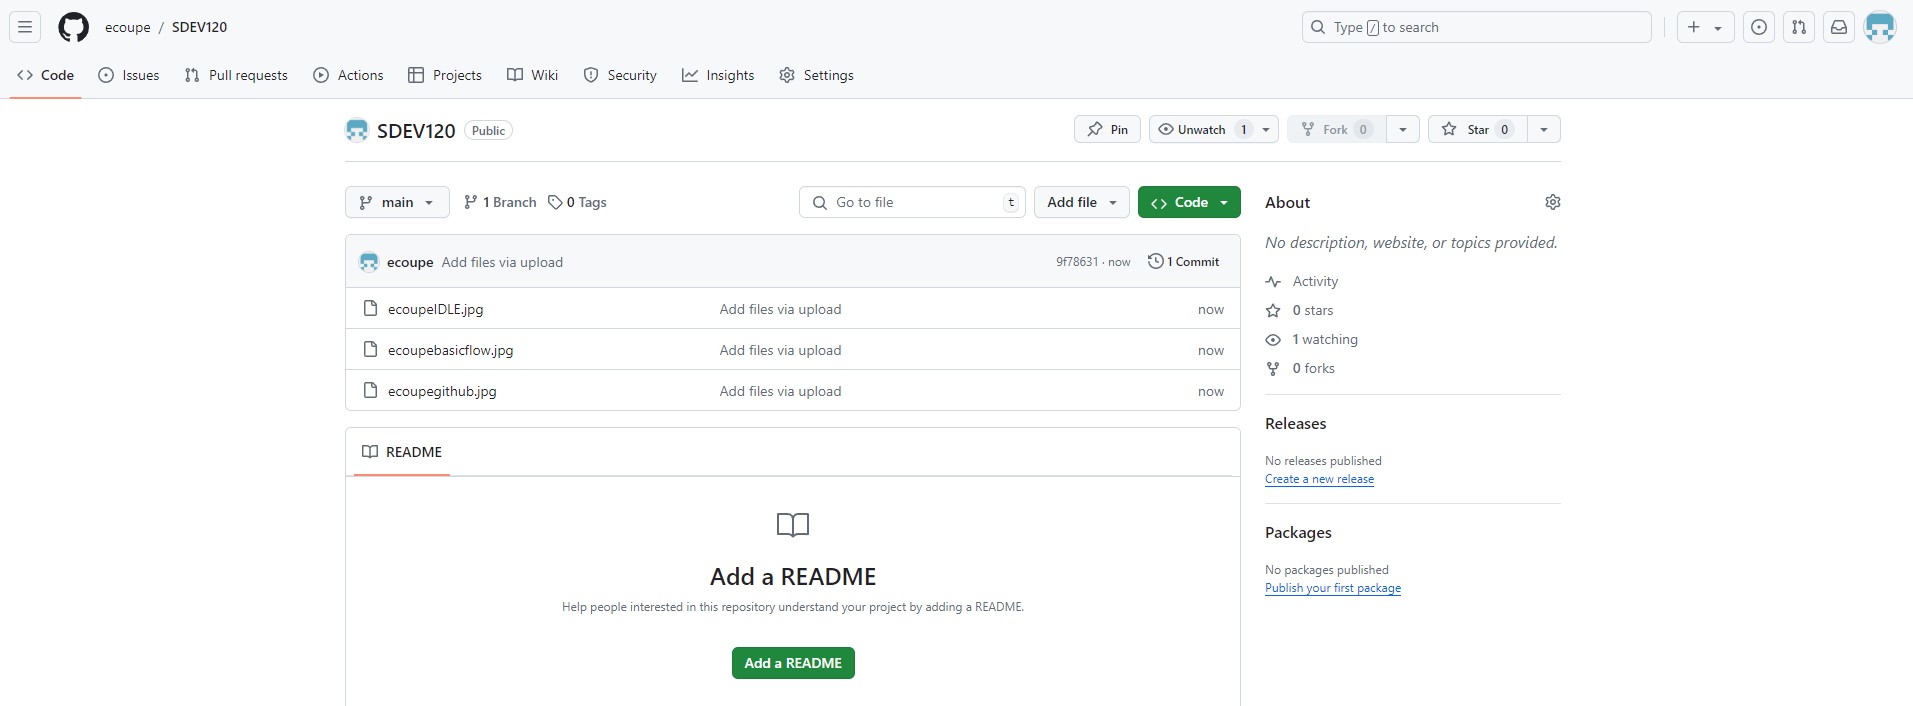 ecoupe / SDEV120
Type / to search
Code Issues Pull requests Actions Projects Wiki Security Insights Settings
SDEV120 Public
Pin Unwatch 1 Fork 0 Star 0
main 1 Branch 0 Tags Go to file t Add file Code
ecoupe Add files via upload 9f78631 · now 1 Commit
ecoupeIDLE.jpg Add files via upload now
ecoupebasicflow.jpg Add files via upload now
ecoupegithub.jpg Add files via upload now
README
Add a README
Help people interested in this repository understand your project by adding a README.
Add a README
About
No description, website, or topics provided.
Activity
0 stars
1 watching
0 forks
Releases
No releases published
Create a new release
Packages
No packages published
Publish your first package